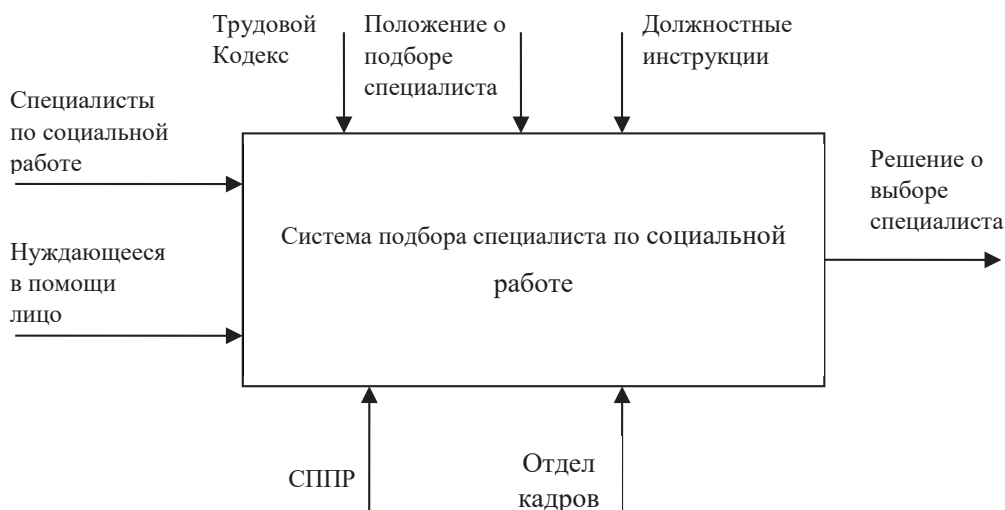 Трудовой
Кодекс
Положение о
подборе
специалиста
Должностные
инструкции
Специалисты
по социальной
работе
Нуждающееся
в помощи
лицо
Система подбора специалиста по социальной
работе
Решение о
выборе
специалиста
СППР
Отдел
кадров